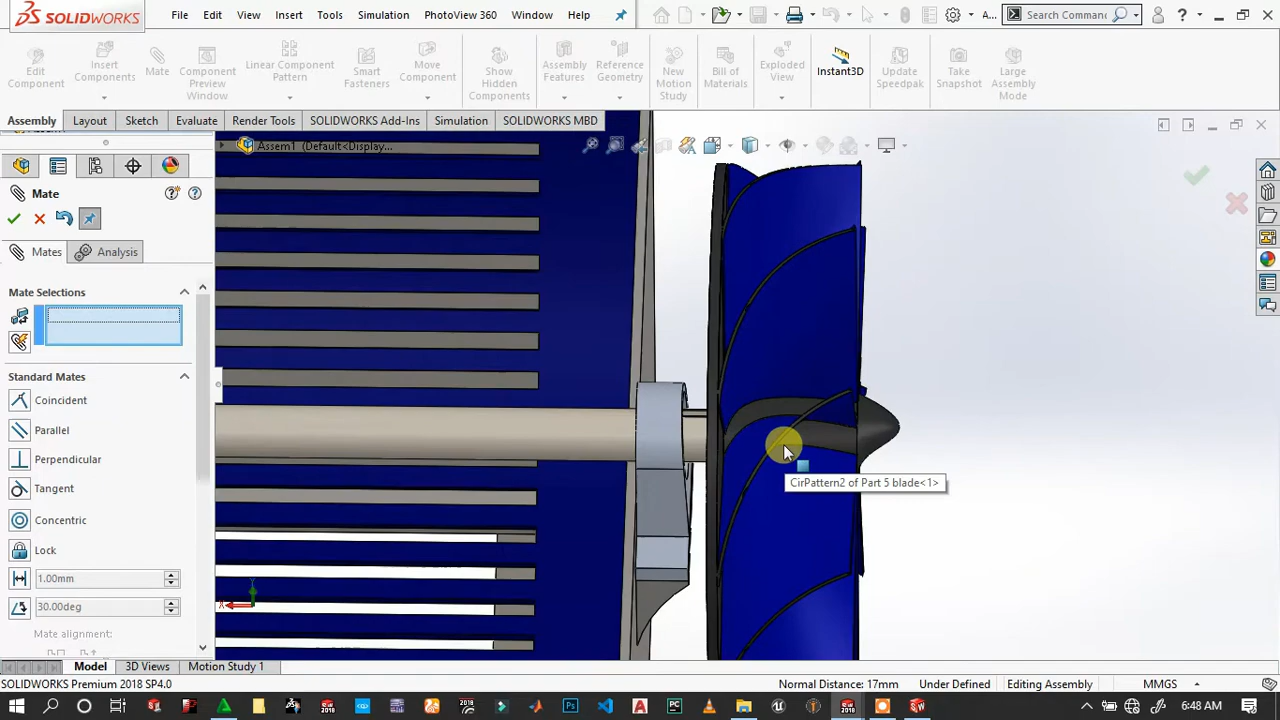 SOLIDWORKS File Edit View Insert Tools Simulation PhotoView 360 Window Help A... Search Commanc ?
Edit Component
Insert Components
Mate
Component Preview Window
Linear Component Pattern
Smart Fasteners
Move Component
Show Hidden Components
Assembly Features
Reference Geometry
New Motion Study
Bill of Materials
Exploded View
Instant3D
Update Speedpak
Take Snapshot
Large Assembly Mode
Assembly Layout Sketch Evaluate Render Tools SOLIDWORKS Add-Ins Simulation SOLIDWORKS MBD
Assem1 (Default<Display...
Mate
Mates Analysis
Mate Selections
Standard Mates
Coincident
Parallel
Perpendicular
Tangent
CirPattern2 of Part 5 blade<1>
Concentric
Lock
1.00mm
30.00deg
Mate alignment:
X
Y
Model 3D Views Motion Study 1
SOLIDWORKS Premium 2018 SP4.0 Normal Distance: 17mm Under Defined Editing Assembly MMGS
6:48 AM